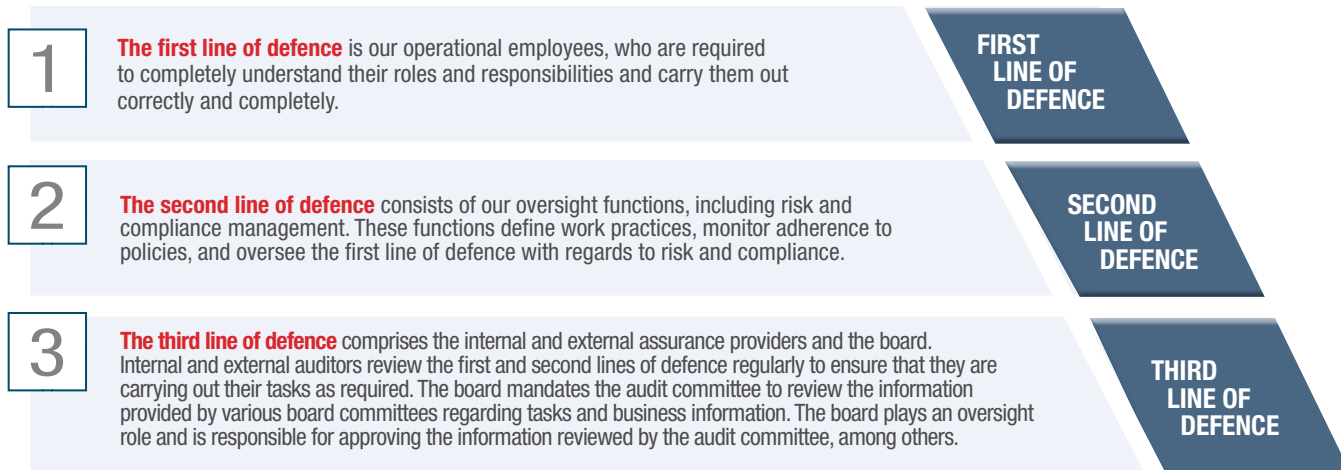 1
The first line of defence is our operational employees, who are required
to completely understand their roles and responsibilities and carry them out
correctly and completely.
FIRST
LINE OF
DEFENCE
2
The second line of defence consists of our oversight functions, including risk and
compliance management. These functions define work practices, monitor adherence to
policies, and oversee the first line of defence with regards to risk and compliance.
SECOND
LINE OF
DEFENCE
3
The third line of defence comprises the internal and external assurance providers and the board.
Internal and external auditors review the first and second lines of defence regularly to ensure that they are
carrying out their tasks as required. The board mandates the audit committee to review the information
provided by various board committees regarding tasks and business information. The board plays an oversight
role and is responsible for approving the information reviewed by the audit committee, among others.
THIRD
LINE OF
DEFENCE